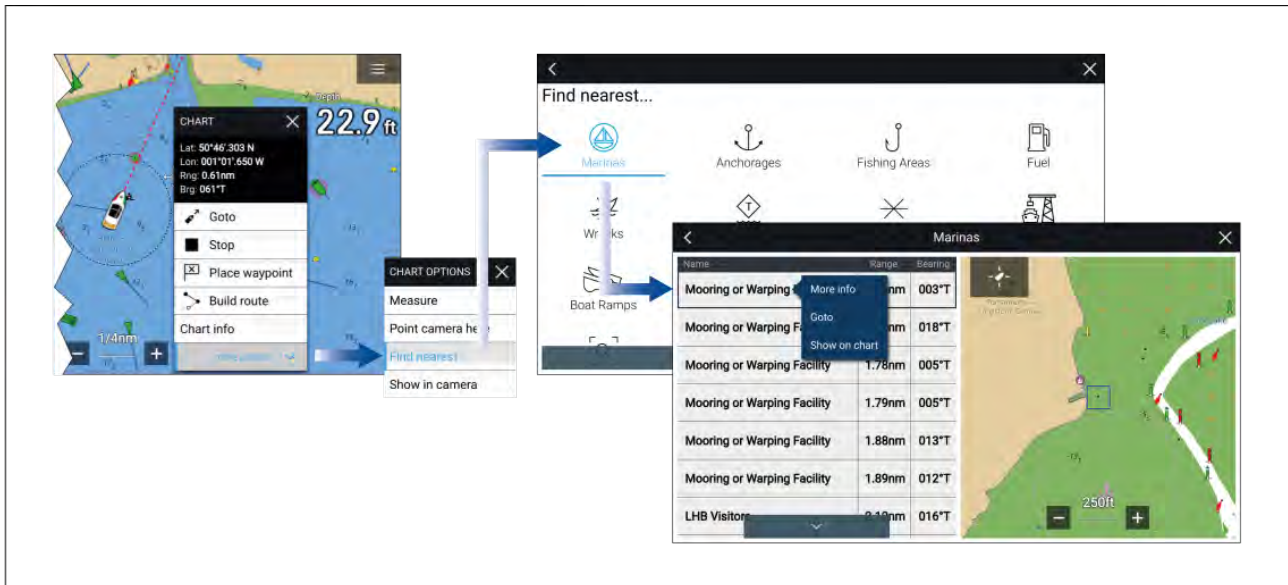 Depth
22.9 ft
CHART
Lat: 50°46'.303 N
Lon: 001°01'.650 W
Rng: 0.61nm
Brg: 061°T
Goto
Stop
Place waypoint
Build route
Chart info
1/4nm
CHART OPTIONS
Measure
Point camera here
Find nearest
Show in camera
Find nearest...
Marinas
Anchorages
Fishing Areas
Fuel
Wrecks
Boat Ramps
Marinas
Name Range Bearing
Mooring or Warping nm 003°T
More info
Goto
Show on chart
Mooring or Warping Fa 018°T
Mooring or Warping Facility 1.78nm 005°T
Mooring or Warping Facility 1.79nm 005°T
Mooring or Warping Facility 1.88nm 013°T
Mooring or Warping Facility 1.89nm 012°T
LHB Visitors nm 016°T
250ft